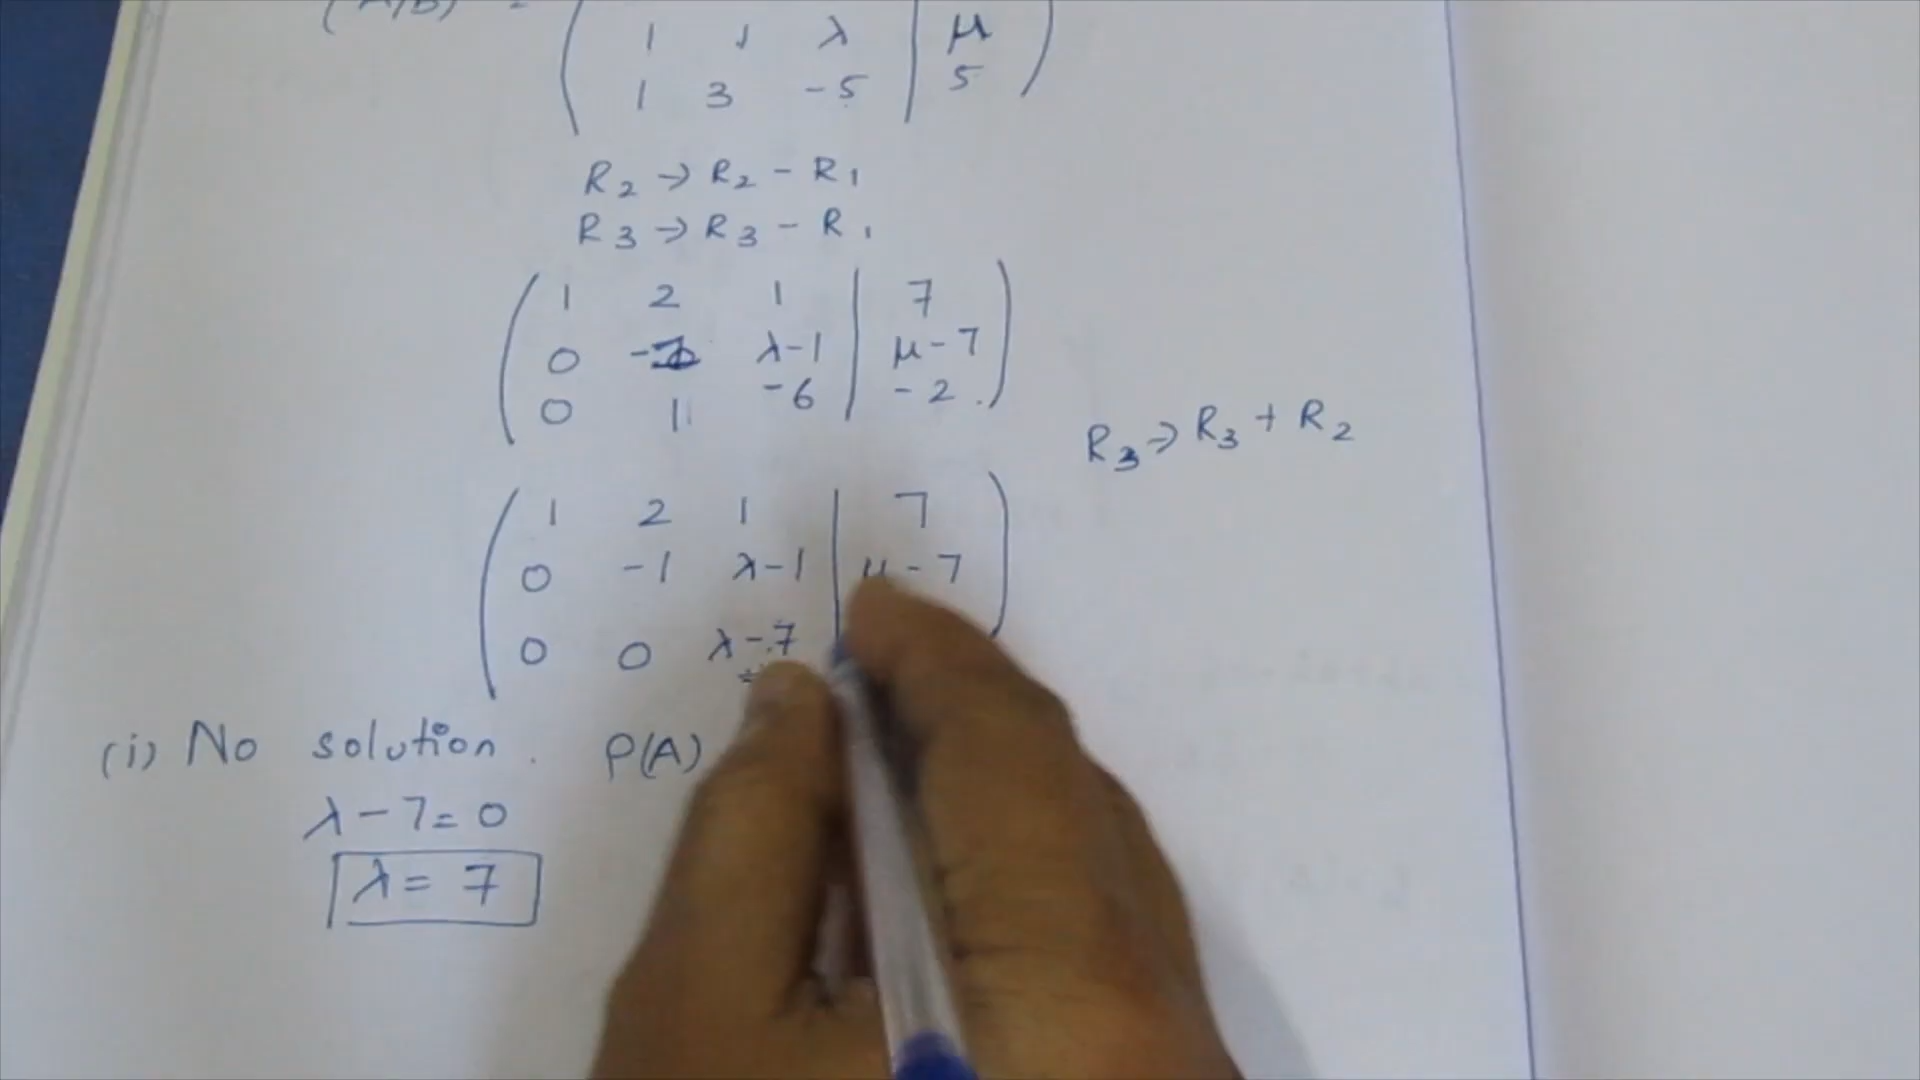 (A/B) =
1 1 λ | μ
1 3 -5 | 5
R2 → R2 - R1
R3 → R3 - R1
1 2 1 | 7
0 -1 λ-1 | μ-7
0 1 -6 | -2
R3 → R3 + R2
1 2 1 | 7
0 -1 λ-1 | μ-7
0 0 λ-7
(i) No solution. ρ(A)
λ-7=0
λ = 7